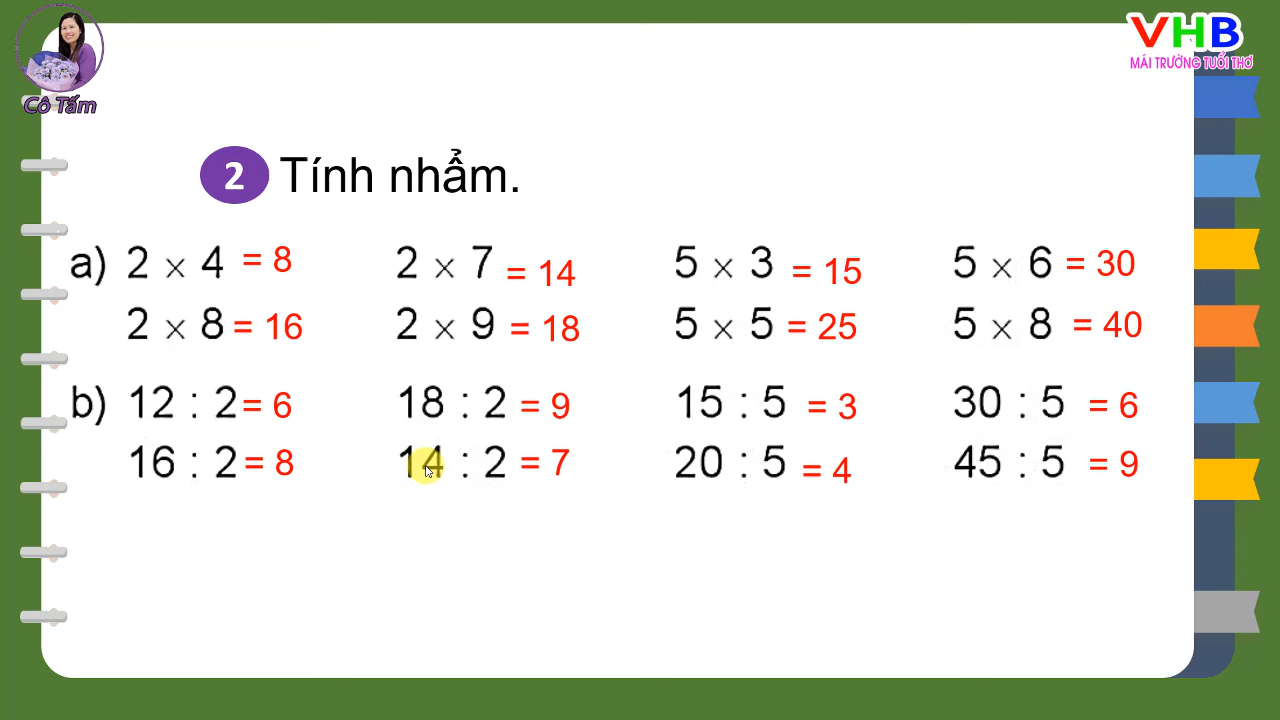 Cô Tấm
VHB
MÁI TRƯỜNG TUỔI THƠ
2 Tính nhẩm.
a) 2 × 4 = 8 2 × 7 = 14 5 × 3 = 15 5 × 6 = 30
2 × 8 = 16 2 × 9 = 18 5 × 5 = 25 5 × 8 = 40
b) 12 : 2 = 6 18 : 2 = 9 15 : 5 = 3 30 : 5 = 6
16 : 2 = 8 14 : 2 = 7 20 : 5 = 4 45 : 5 = 9